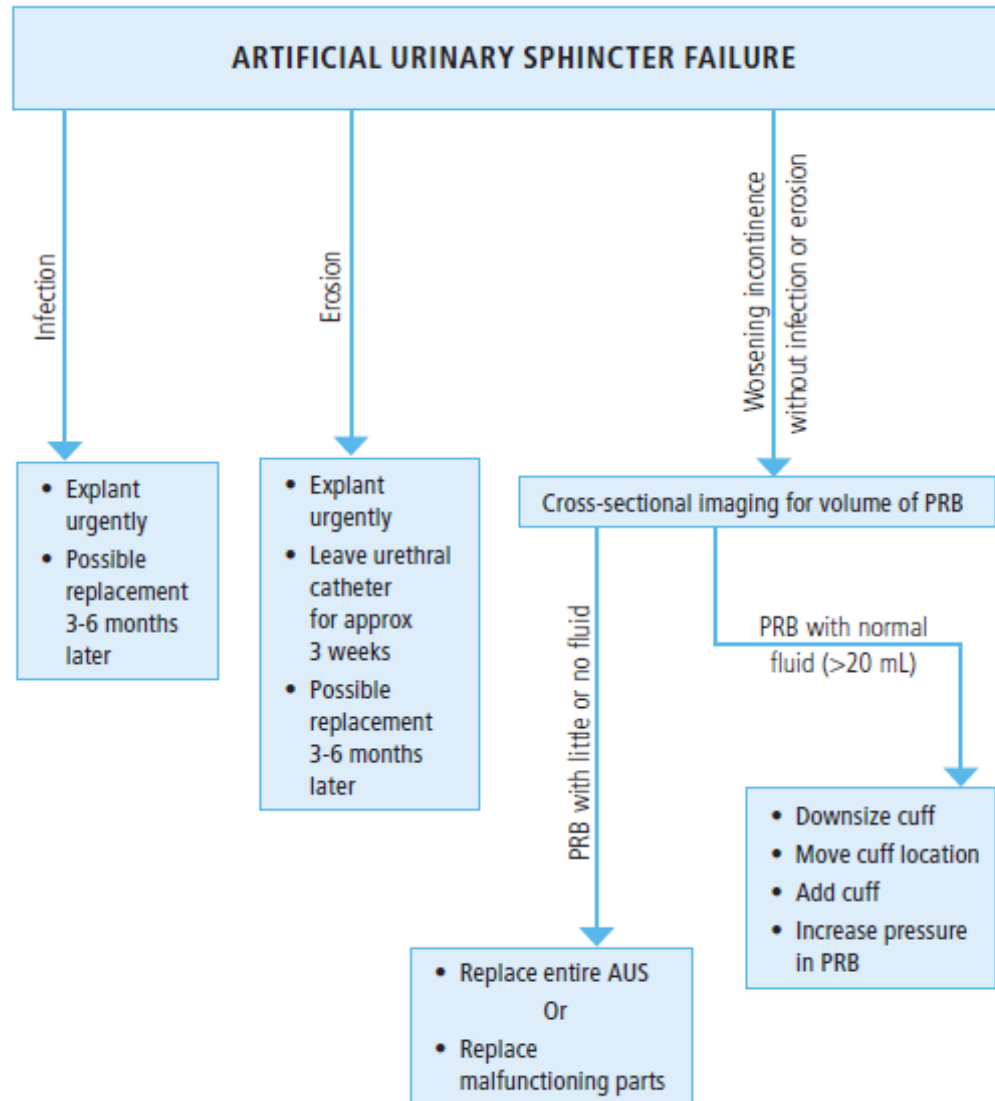 ARTIFICIAL URINARY SPHINCTER FAILURE
Infection
Erosion
Worsening incontinence
without infection or erosion
• Explant
urgently
• Possible
replacement
3-6 months
later
• Explant
urgently
• Leave urethral
catheter
for approx
3 weeks
• Possible
replacement
3-6 months
later
Cross-sectional imaging for volume of PRB
PRB with little or no fluid
PRB with normal
fluid (>20 mL)
• Replace entire AUS
Or
• Replace
malfunctioning parts
• Downsize cuff
• Move cuff location
• Add cuff
• Increase pressure
in PRB